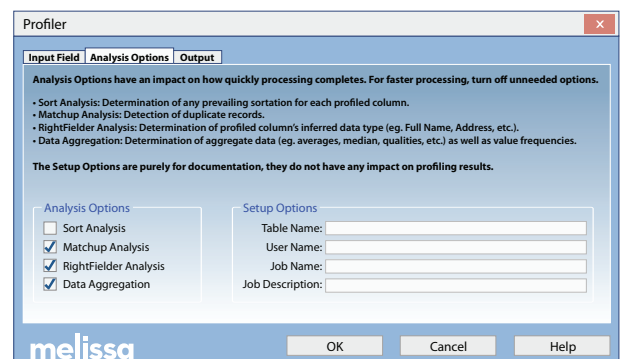 Profiler
Input Field Analysis Options Output
Analysis Options have an impact on how quickly processing completes. For faster processing, turn off unneeded options.
• Sort Analysis: Determination of any prevailing sortation for each profiled column.
• Matchup Analysis: Detection of duplicate records.
• RightFielder Analysis: Determination of profiled column's inferred data type (eg. Full Name, Address, etc.).
• Data Aggregation: Determination of aggregate data (eg. averages, median, qualities, etc.) as well as value frequencies.
The Setup Options are purely for documentation, they do not have any impact on profiling results.
Analysis Options
Sort Analysis
Matchup Analysis
RightFielder Analysis
Data Aggregation
Setup Options
Table Name:
User Name:
Job Name:
Job Description:
melissa
OK Cancel Help